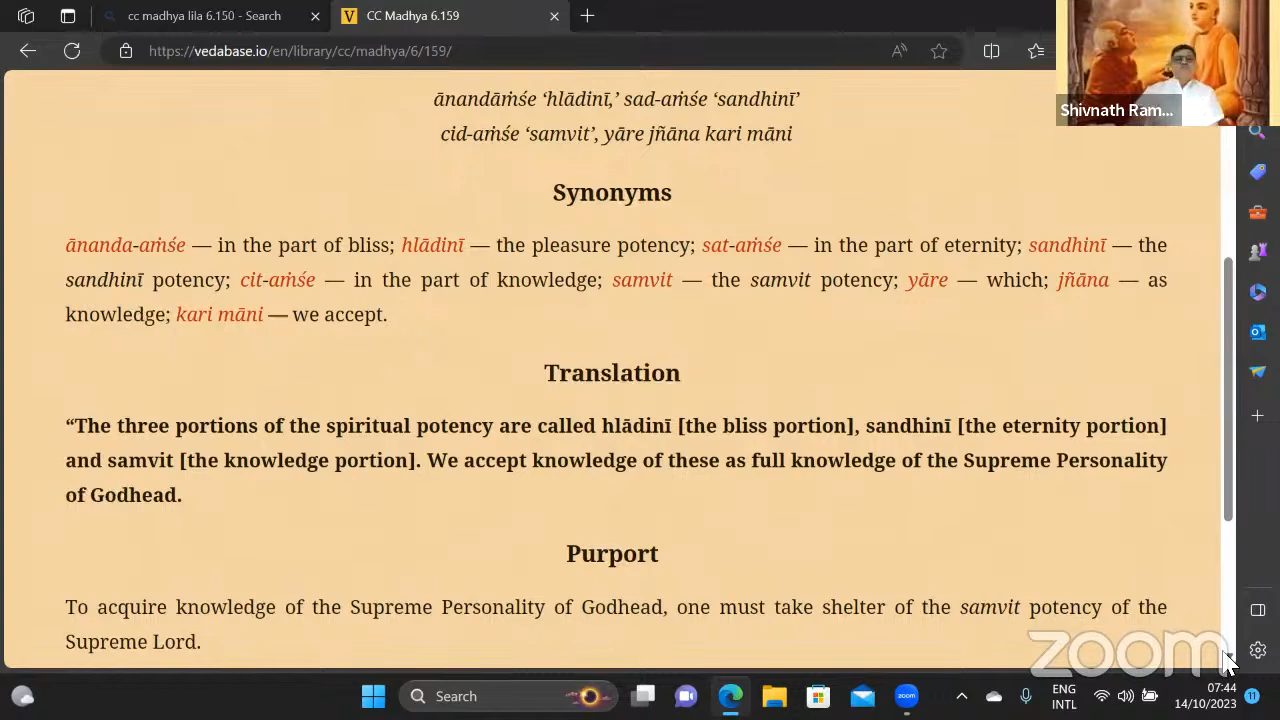 cc madhya lila 6.150 - Search
CC Madhya 6.159
https://vedabase.io/en/library/cc/madhya/6/159/
Shivnath Ram...
ānandāṁśe ‘hlādinī,’ sad-aṁśe ‘sandhinī’
cid-aṁśe ‘samvit’, yāre jñāna kari māni
Synonyms
ānanda-aṁśe — in the part of bliss; hlādinī — the pleasure potency; sat-aṁśe — in the part of eternity; sandhinī — the
sandhinī potency; cit-aṁśe — in the part of knowledge; samvit — the samvit potency; yāre — which; jñāna — as
knowledge; kari māni — we accept.
Translation
“The three portions of the spiritual potency are called hlādinī [the bliss portion], sandhinī [the eternity portion]
and samvit [the knowledge portion]. We accept knowledge of these as full knowledge of the Supreme Personality
of Godhead.
Purport
To acquire knowledge of the Supreme Personality of Godhead, one must take shelter of the samvit potency of the
Supreme Lord.
zoom
Search
zoom
ENG
INTL
07:44
14/10/2023
11